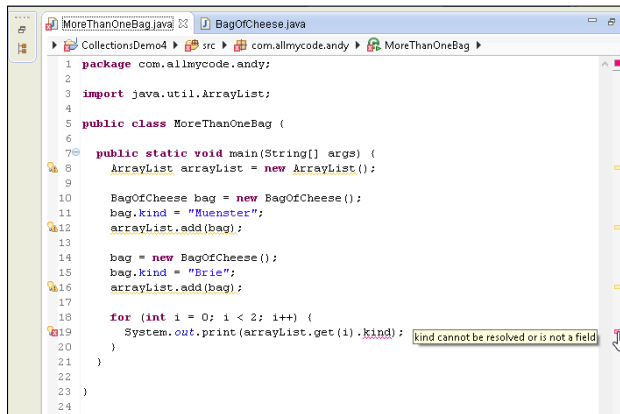 MoreThanOneBag.java BagOfCheese.java
CollectionsDemo4 src com.allmycode.andy MoreThanOneBag
1 package com.allmycode.andy;
2
3 import java.util.ArrayList;
4
5 public class MoreThanOneBag {
6
7 public static void main(String[] args) {
8 ArrayList arrayList = new ArrayList();
9
10 BagOfCheese bag = new BagOfCheese();
11 bag.kind = "Muenster";
12 arrayList.add(bag);
13
14 bag = new BagOfCheese();
15 bag.kind = "Brie";
16 arrayList.add(bag);
17
18 for (int i = 0; i < 2; i++) {
19 System.out.print(arrayList.get(i).kind); kind cannot be resolved or is not a field
20 }
21 }
22
23 }
24